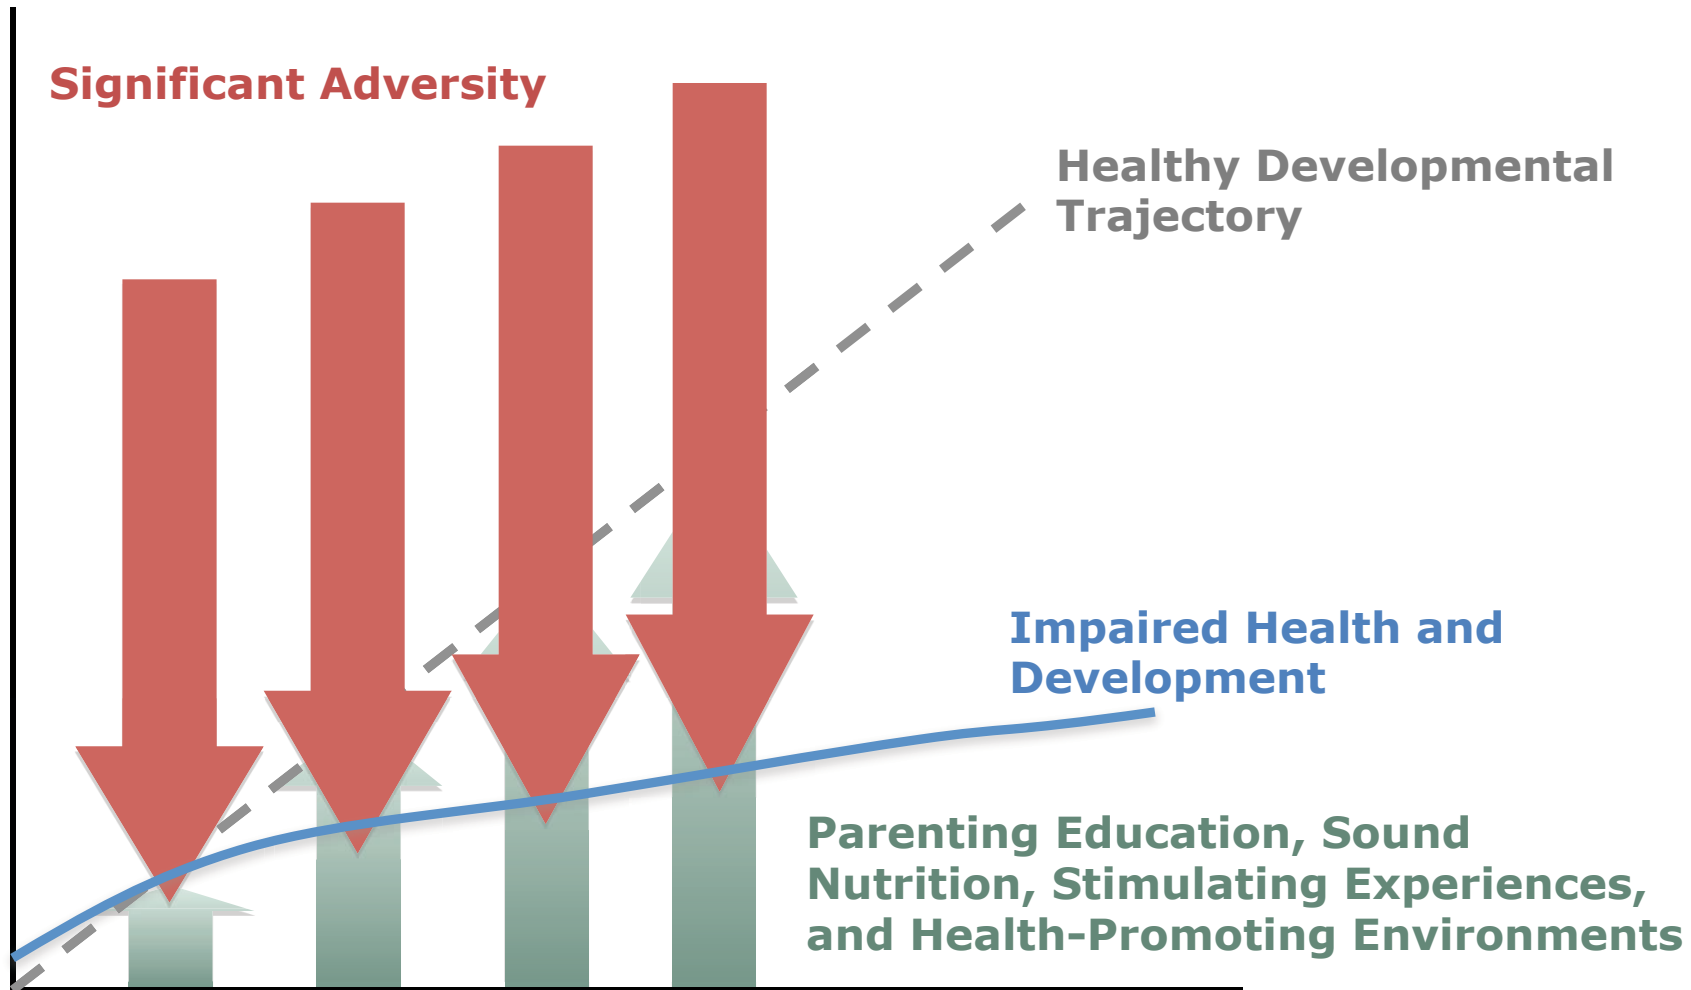 Significant Adversity
Healthy Developmental
Trajectory
Impaired Health and
Development
Parenting Education, Sound
Nutrition, Stimulating Experiences,
and Health-Promoting Environments